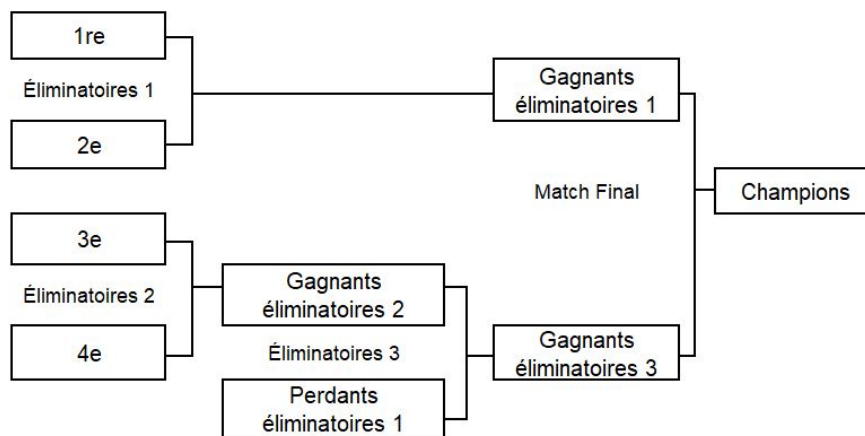 1re
Éliminatoires 1
2e
Gagnants
éliminatoires 1
Match Final
Champions
3e
Éliminatoires 2
4e
Gagnants
éliminatoires 2
Éliminatoires 3
Perdants
éliminatoires 1
Gagnants
éliminatoires 3